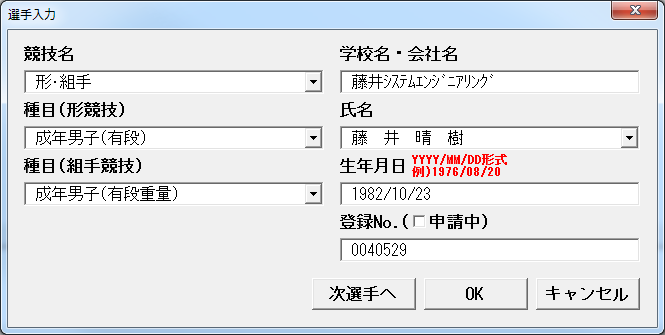 選手入力
競技名
形・組手
種目(形競技)
成年男子(有段)
種目(組手競技)
成年男子(有段重量)
学校名・会社名
藤井ｼｽﾃﾑｴﾝｼﾞﾆｱﾘﾝｸﾞ
氏名
藤　井　晴　樹
生年月日 YYYY/MM/DD形式
例)1976/08/20
1982/10/23
登録No.(□申請中)
0040529
次選手へ OK キャンセル